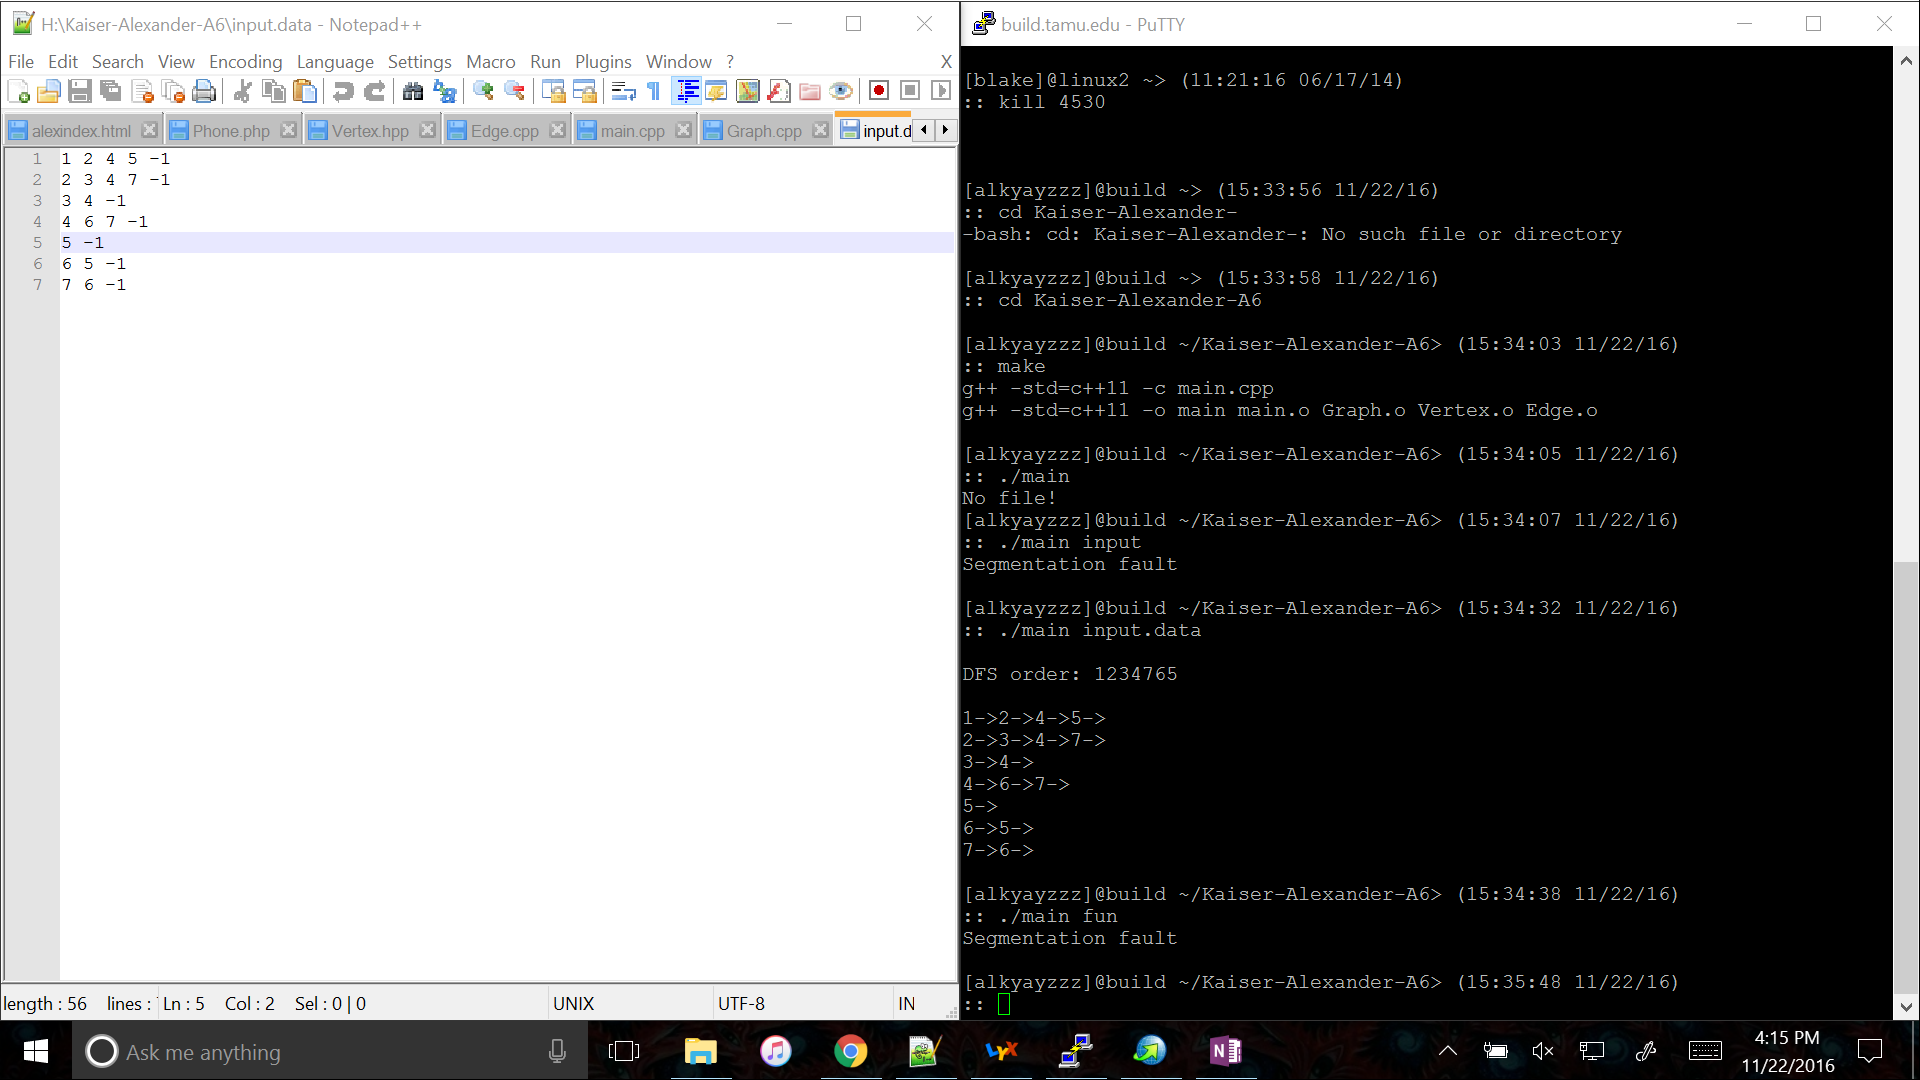 H:\Kaiser-Alexander-A6\input.data - Notepad++
File Edit Search View Encoding Language Settings Macro Run Plugins Window ? X
alexindex.html Phone.php Vertex.hpp Edge.cpp main.cpp Graph.cpp input.d
1 1 2 4 5 -1
2 2 3 4 7 -1
3 3 4 -1
4 4 6 7 -1
5 5 -1
6 6 5 -1
7 7 6 -1
length : 56 lines : Ln : 5 Col : 2 Sel : 0 | 0 UNIX UTF-8 IN
build.tamu.edu - PuTTY
[blake]@linux2 ~> (11:21:16 06/17/14)
:: kill 4530
[alkyayzzz]@build ~> (15:33:56 11/22/16)
:: cd Kaiser-Alexander-
-bash: cd: Kaiser-Alexander-: No such file or directory
[alkyayzzz]@build ~> (15:33:58 11/22/16)
:: cd Kaiser-Alexander-A6
[alkyayzzz]@build ~/Kaiser-Alexander-A6> (15:34:03 11/22/16)
:: make
g++ -std=c++11 -c main.cpp
g++ -std=c++11 -o main main.o Graph.o Vertex.o Edge.o
[alkyayzzz]@build ~/Kaiser-Alexander-A6> (15:34:05 11/22/16)
:: ./main
No file!
[alkyayzzz]@build ~/Kaiser-Alexander-A6> (15:34:07 11/22/16)
:: ./main input
Segmentation fault
[alkyayzzz]@build ~/Kaiser-Alexander-A6> (15:34:32 11/22/16)
:: ./main input.data
DFS order: 1234765
1->2->4->5->
2->3->4->7->
3->4->
4->6->7->
5->
6->5->
7->6->
[alkyayzzz]@build ~/Kaiser-Alexander-A6> (15:34:38 11/22/16)
:: ./main fun
Segmentation fault
[alkyayzzz]@build ~/Kaiser-Alexander-A6> (15:35:48 11/22/16)
::
Ask me anything
4:15 PM
11/22/2016